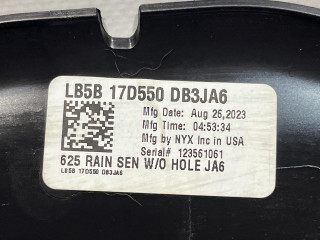 LB5B 17D550 DB3JA6
Mfg Date: Aug 26,2023
Mfg Time: 04:53:34
Mfg by NYX Inc in USA
Serial# 123561061
625 RAIN SEN W/O HOLE JA6
LB5B 17D550 DB3JA6